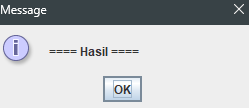 Message
==== Hasil ====
OK